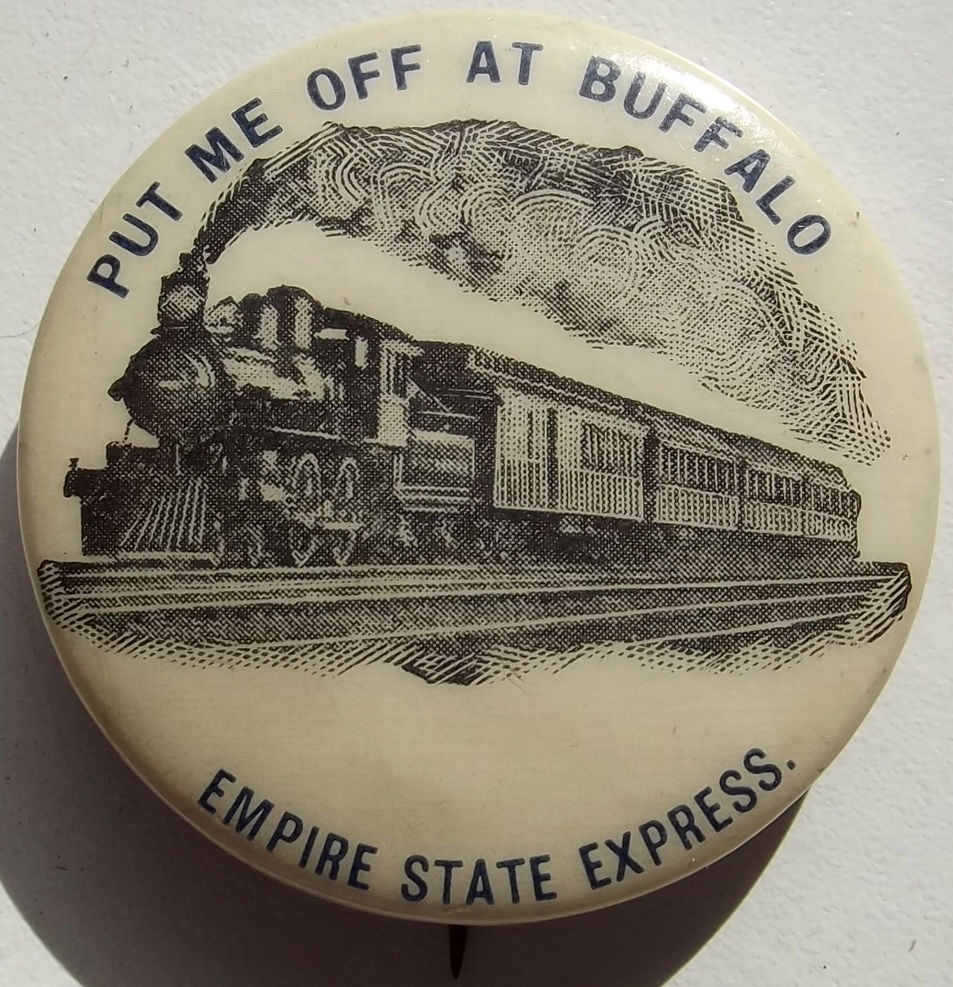 PUT ME OFF AT BUFFALO
EMPIRE STATE EXPRESS.